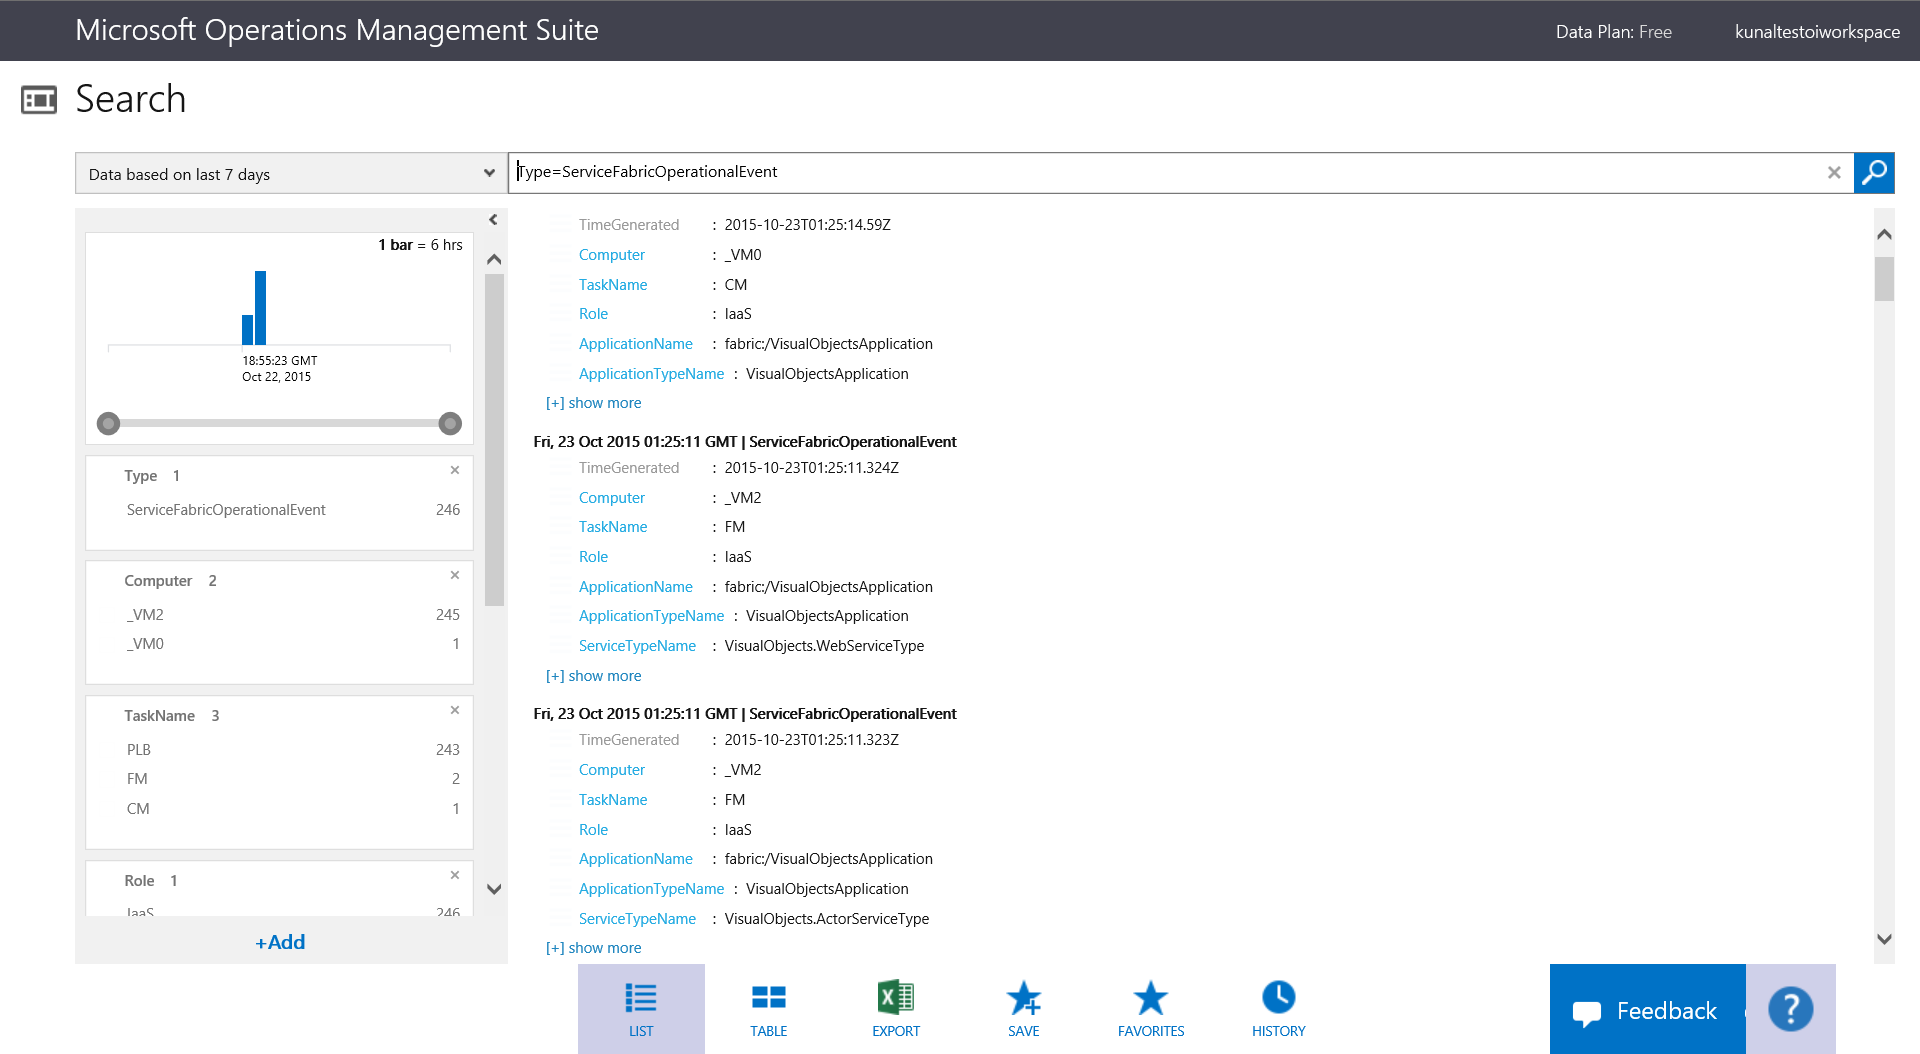 Microsoft Operations Management Suite
Data Plan: Free
kunaltestoiworkspace
Search
Data based on last 7 days
Type=ServiceFabricOperationalEvent
1 bar = 6 hrs
18:55:23 GMT
Oct 22, 2015
Type 1
ServiceFabricOperationalEvent 246
Computer 2
_VM2 245
_VM0 1
TaskName 3
PLB 243
FM 2
CM 1
Role 1
IaaS 246
+Add
TimeGenerated : 2015-10-23T01:25:14.59Z
Computer : _VM0
TaskName : CM
Role : IaaS
ApplicationName : fabric:/VisualObjectsApplication
ApplicationTypeName : VisualObjectsApplication
[+] show more
Fri, 23 Oct 2015 01:25:11 GMT | ServiceFabricOperationalEvent
TimeGenerated : 2015-10-23T01:25:11.324Z
Computer : _VM2
TaskName : FM
Role : IaaS
ApplicationName : fabric:/VisualObjectsApplication
ApplicationTypeName : VisualObjectsApplication
ServiceTypeName : VisualObjects.WebServiceType
[+] show more
Fri, 23 Oct 2015 01:25:11 GMT | ServiceFabricOperationalEvent
TimeGenerated : 2015-10-23T01:25:11.323Z
Computer : _VM2
TaskName : FM
Role : IaaS
ApplicationName : fabric:/VisualObjectsApplication
ApplicationTypeName : VisualObjectsApplication
ServiceTypeName : VisualObjects.ActorServiceType
[+] show more
LIST
TABLE
EXPORT
SAVE
FAVORITES
HISTORY
Feedback
?